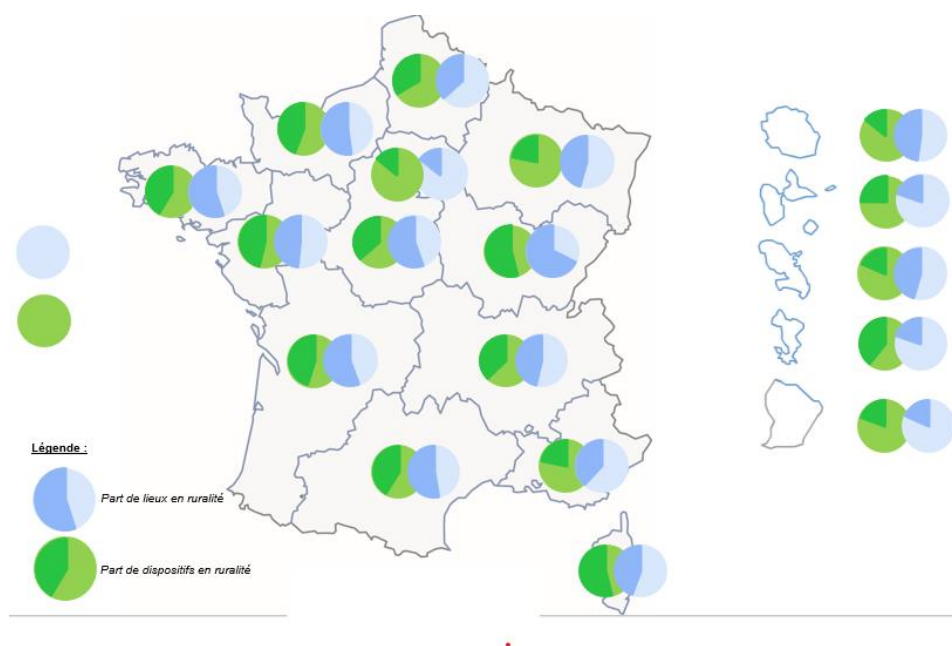 Légende :
Part de lieux en ruralité
Part de dispositifs en ruralité